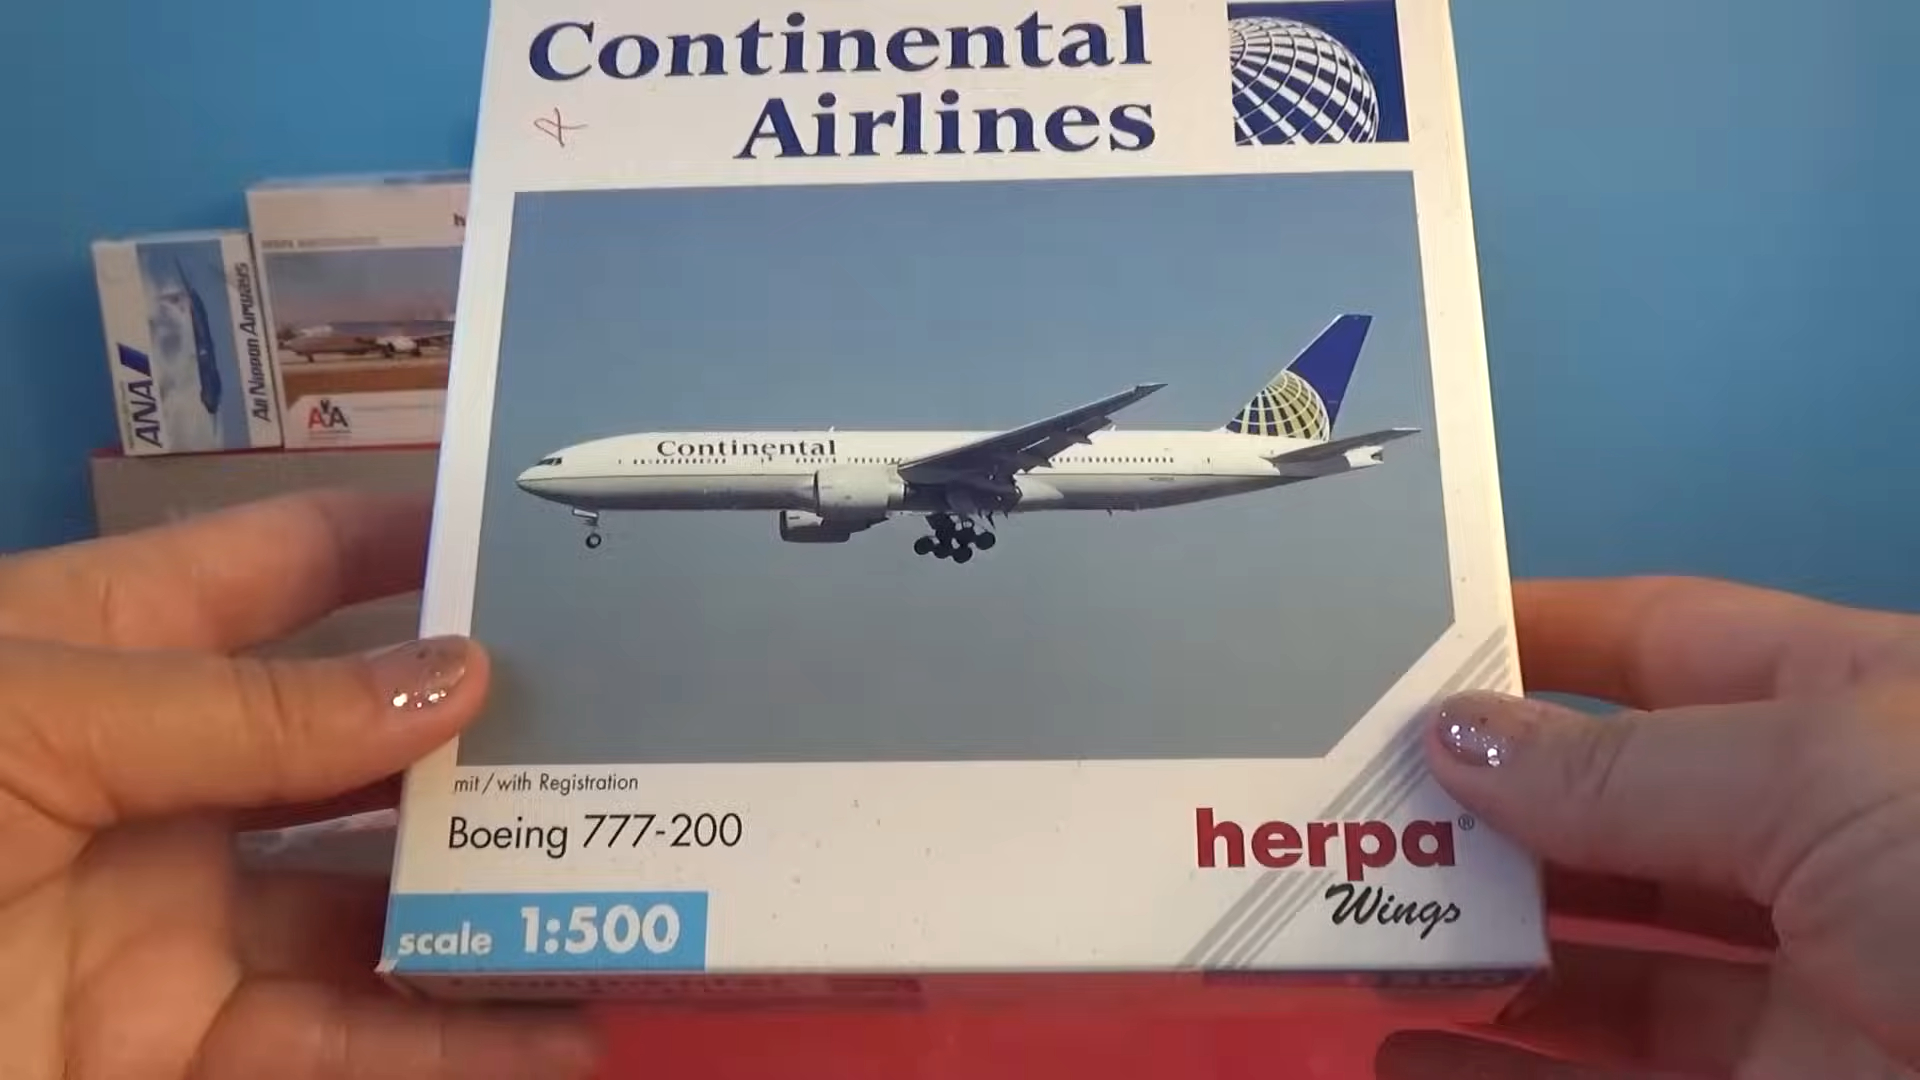 Continental
Airlines
Continental
mit / with Registration
Boeing 777-200
herpa®
Wings
scale 1:500
ANA
All Nippon Airways
AA